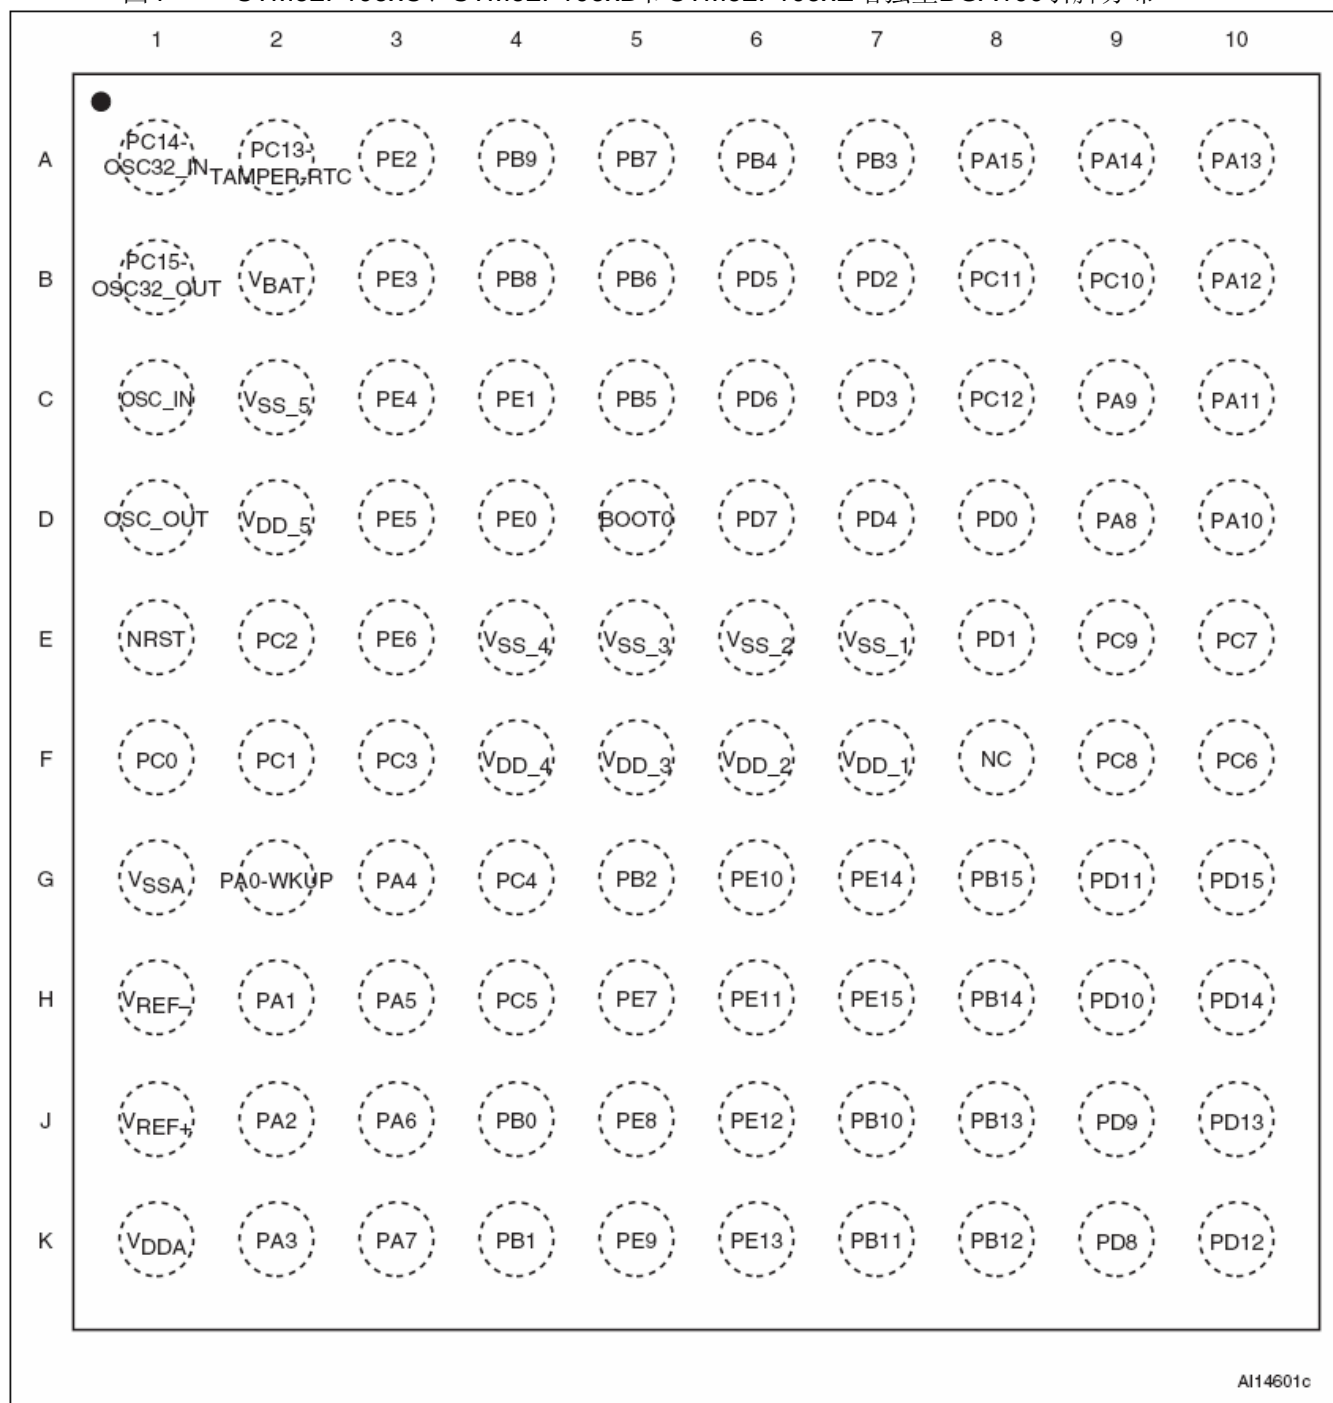 1 2 3 4 5 6 7 8 9 10
A PC14-OSC32_IN PC13-TAMPER-RTC PE2 PB9 PB7 PB4 PB3 PA15 PA14 PA13
B PC15-OSC32_OUT VBAT PE3 PB8 PB6 PD5 PD2 PC11 PC10 PA12
C OSC_IN VSS_5 PE4 PE1 PB5 PD6 PD3 PC12 PA9 PA11
D OSC_OUT VDD_5 PE5 PE0 BOOT0 PD7 PD4 PD0 PA8 PA10
E NRST PC2 PE6 VSS_4 VSS_3 VSS_2 VSS_1 PD1 PC9 PC7
F PC0 PC1 PC3 VDD_4 VDD_3 VDD_2 VDD_1 NC PC8 PC6
G VSSA PA0-WKUP PA4 PC4 PB2 PE10 PE14 PB15 PD11 PD15
H VREF– PA1 PA5 PC5 PE7 PE11 PE15 PB14 PD10 PD14
J VREF+ PA2 PA6 PB0 PE8 PE12 PB10 PB13 PD9 PD13
K VDDA PA3 PA7 PB1 PE9 PE13 PB11 PB12 PD8 PD12
AI14601c